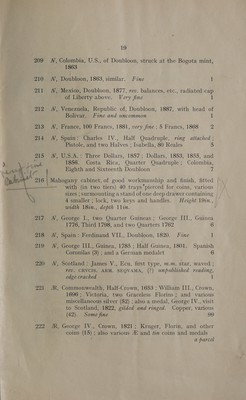 19
209 N, Colombia, U.S., of Doubloon, struck at the Bogota mint,
1863 1
210 N, Doubloon, 1863, similar. Fine 1
211 N, Mexico, Doubloon, 1877, rev. balances, etc., radiated cap
of Liberty above. Very fine 1
212 N, Venezuela, Republic of, Doubloon, 1887, with head of
Bolivar. Fine and uncommon 1
213 N, France, 100 Francs, 1881, very fine; 5 Francs, 1868 2
214 N, Spain: Charles IV., Half Quadruple, ring attached;
Pistole, and two Halves; Isabella, 80 Reales 5
215 N, U.S.A.: Three Dollars, 1857; Dollars, 1853, 1855, and
1856. Costa Rica, Quarter Quadruple. Colombia,
Eighth and Sixteenth Doubloon 7
216 Mahogany cabinet, of good workmanship and finish, fitted
with (in two tiers) 40 trays pierced for coins, various
sizes; surmounting a stand of one deep drawer containing
4 smaller; lock, two keys and handles. Height 19in.,
width 18in., depth 11in.
217 N, George I., two Quarter Guineas; George III., Guinea
1776, Third 1798, and two Quarters 1762 6
218 N, Spain: Ferdinand VII., Doubloon, 1820. Fine 1
219 N, George III., Guinea, 1785; Half Guinea, 1801. Spanish
Coronilas (3); and a German medalet 6
220 N, Scotland: James V., Ecu, first type, m.m. star, waved;
rev. CRVCIS ARM SEQVAMA, (?) unpublished reading,
edge cracked 1
221 Æ, Commonwealth, Half-Crown, 1653; William III., Crown,
1696; Victoria, two Graceless Florins; and various
miscellaneous silver (32); also a medal, George IV., visit
to Scotland, 1822, gilded and ringed. Copper, various
(42). Some fine 80
222 Æ, George IV., Crown, 1821; Kruger, Florin, and other
coins (13); also various Æ and tin coins and medals
a parcel